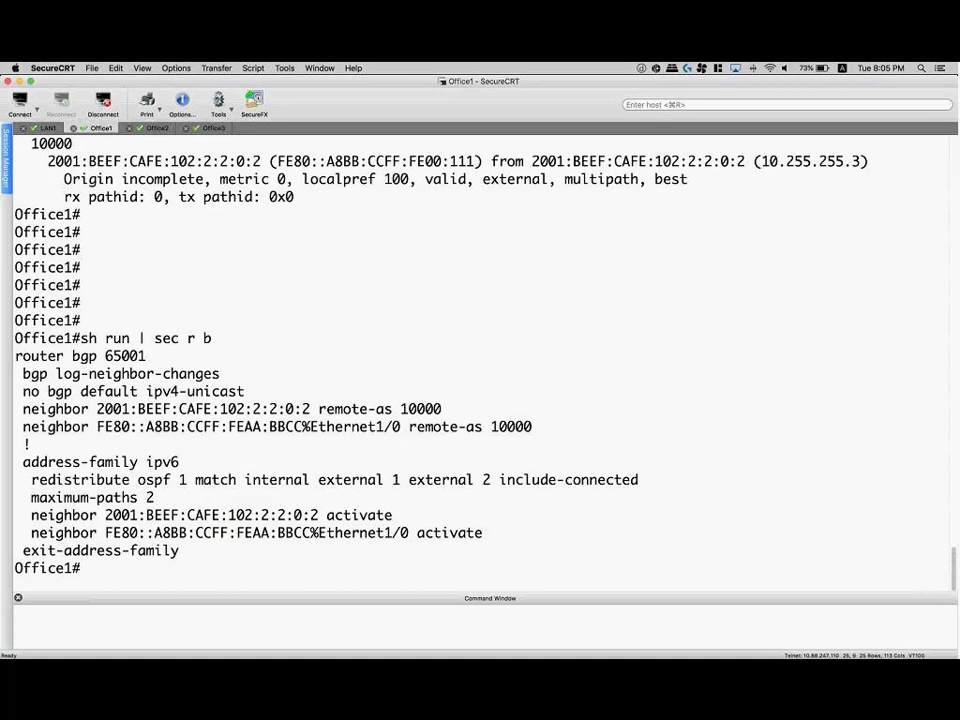 SecureCRT File Edit View Options Transfer Script Tools Window Help 73% Tue 8:05 PM
Office1 - SecureCRT
Connect Reconnect Disconnect Print Options... Tools SecureFX
Enter host <⌘R>
Session Manager
LAN1 Office1 Office2 Office3
10000
2001:BEEF:CAFE:102:2:2:0:2 (FE80::A8BB:CCFF:FE00:111) from 2001:BEEF:CAFE:102:2:2:0:2 (10.255.255.3)
Origin incomplete, metric 0, localpref 100, valid, external, multipath, best
rx pathid: 0, tx pathid: 0x0
Office1#
Office1#
Office1#
Office1#
Office1#
Office1#
Office1#
Office1#sh run | sec r b
router bgp 65001
bgp log-neighbor-changes
no bgp default ipv4-unicast
neighbor 2001:BEEF:CAFE:102:2:2:0:2 remote-as 10000
neighbor FE80::A8BB:CCFF:FEAA:BBCC%Ethernet1/0 remote-as 10000
!
address-family ipv6
redistribute ospf 1 match internal external 1 external 2 include-connected
maximum-paths 2
neighbor 2001:BEEF:CAFE:102:2:2:0:2 activate
neighbor FE80::A8BB:CCFF:FEAA:BBCC%Ethernet1/0 activate
exit-address-family
Office1#
Command Window
Ready
Telnet: 10.88.247.110 25, 9 25 Rows, 113 Cols VT100